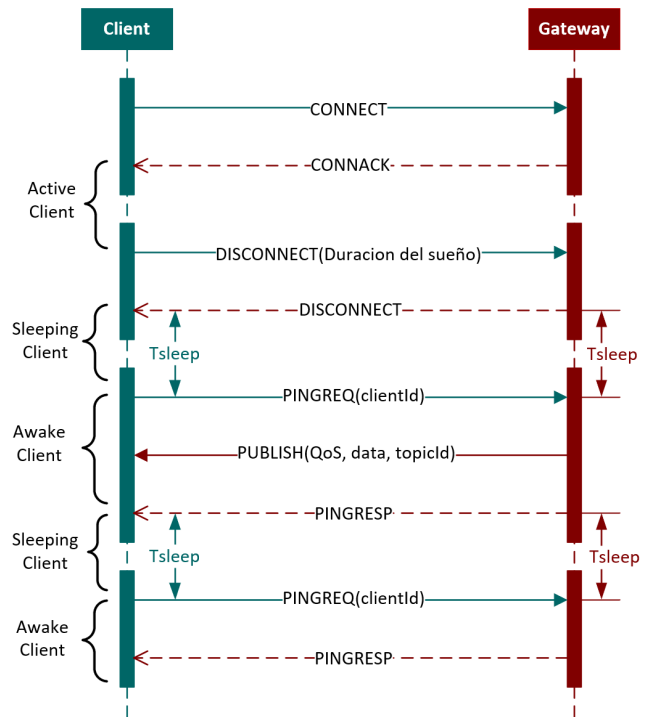 Client
Gateway
CONNECT
CONNACK
Active
Client
DISCONNECT(Duracion del sueño)
DISCONNECT
Sleeping
Client
Tsleep
Tsleep
PINGREQ(clientId)
Awake
Client
PUBLISH(QoS, data, topicId)
PINGRESP
Sleeping
Client
Tsleep
Tsleep
PINGREQ(clientId)
Awake
Client
PINGRESP